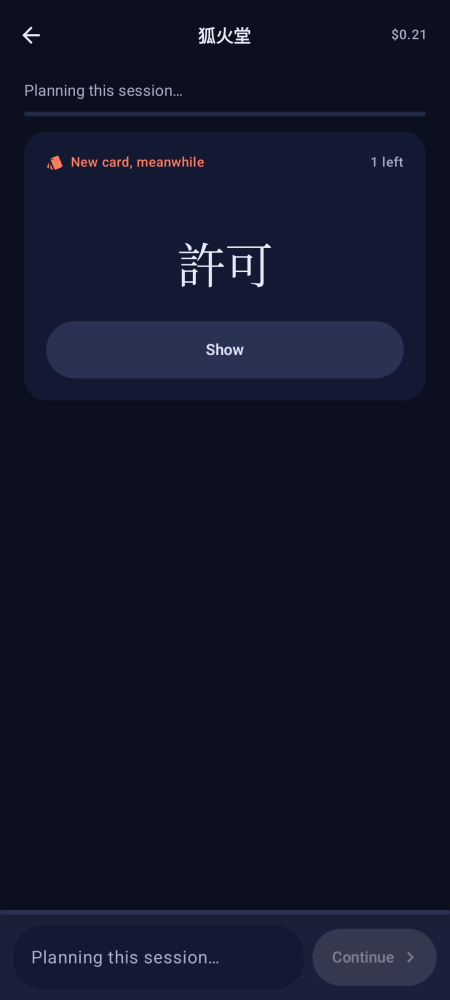 狐火堂
$0.21
Planning this session…
New card, meanwhile
1 left
許可
Show
Planning this session…
Continue